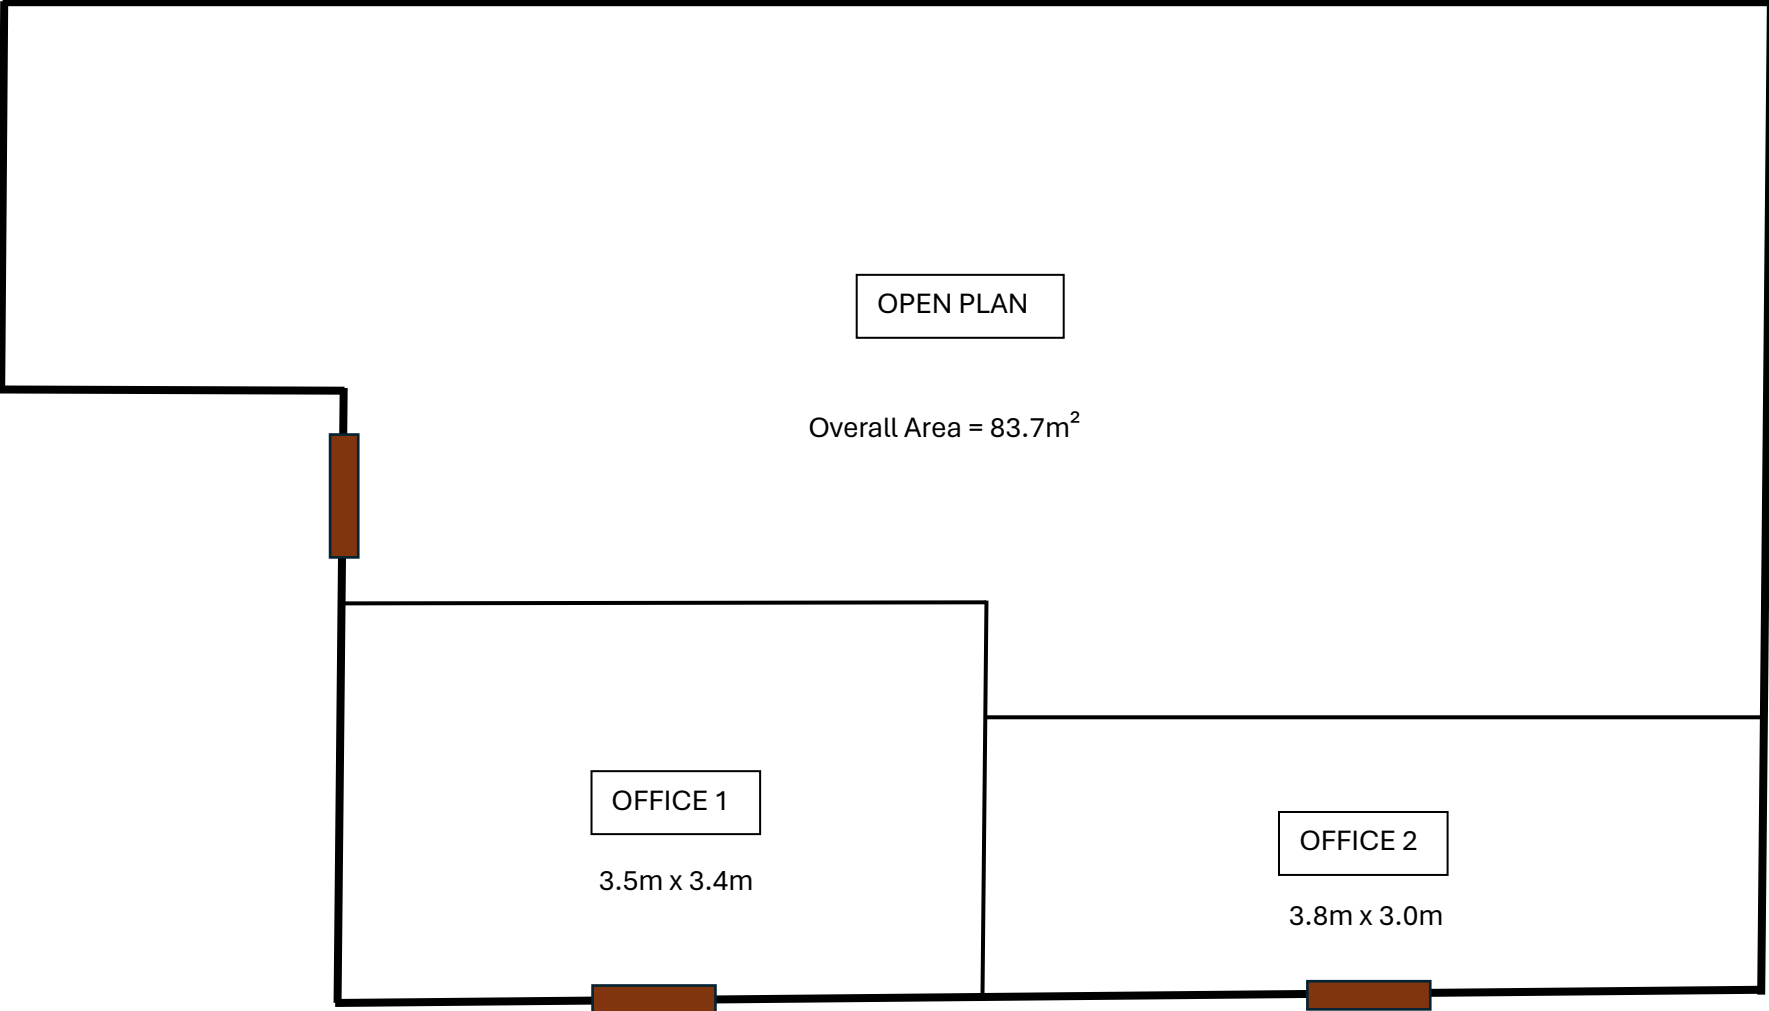 OPEN PLAN
Overall Area = 83.7m²
OFFICE 1
3.5m x 3.4m
OFFICE 2
3.8m x 3.0m